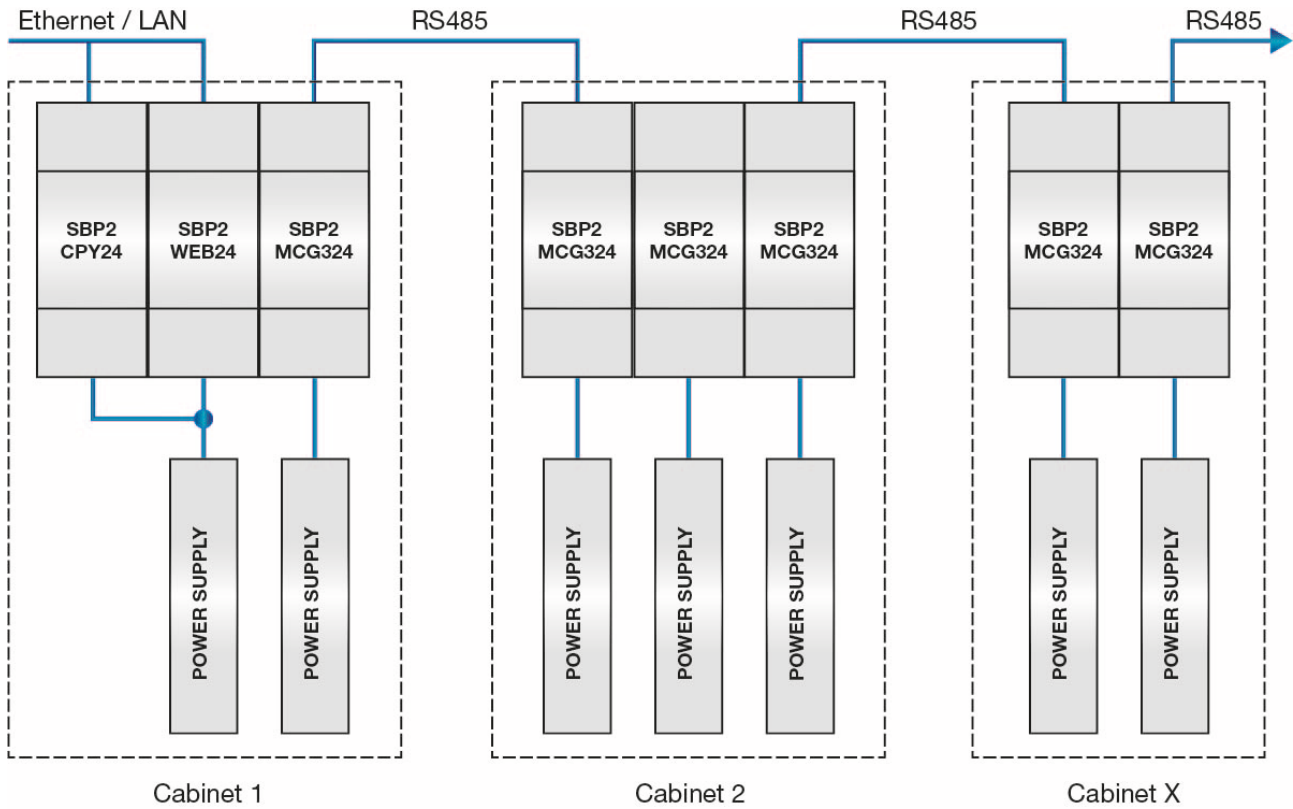 Ethernet / LAN
RS485
RS485
RS485
SBP2
CPY24
SBP2
WEB24
SBP2
MCG324
SBP2
MCG324
SBP2
MCG324
SBP2
MCG324
SBP2
MCG324
SBP2
MCG324
POWER SUPPLY
POWER SUPPLY
POWER SUPPLY
POWER SUPPLY
POWER SUPPLY
POWER SUPPLY
POWER SUPPLY
Cabinet 1
Cabinet 2
Cabinet X